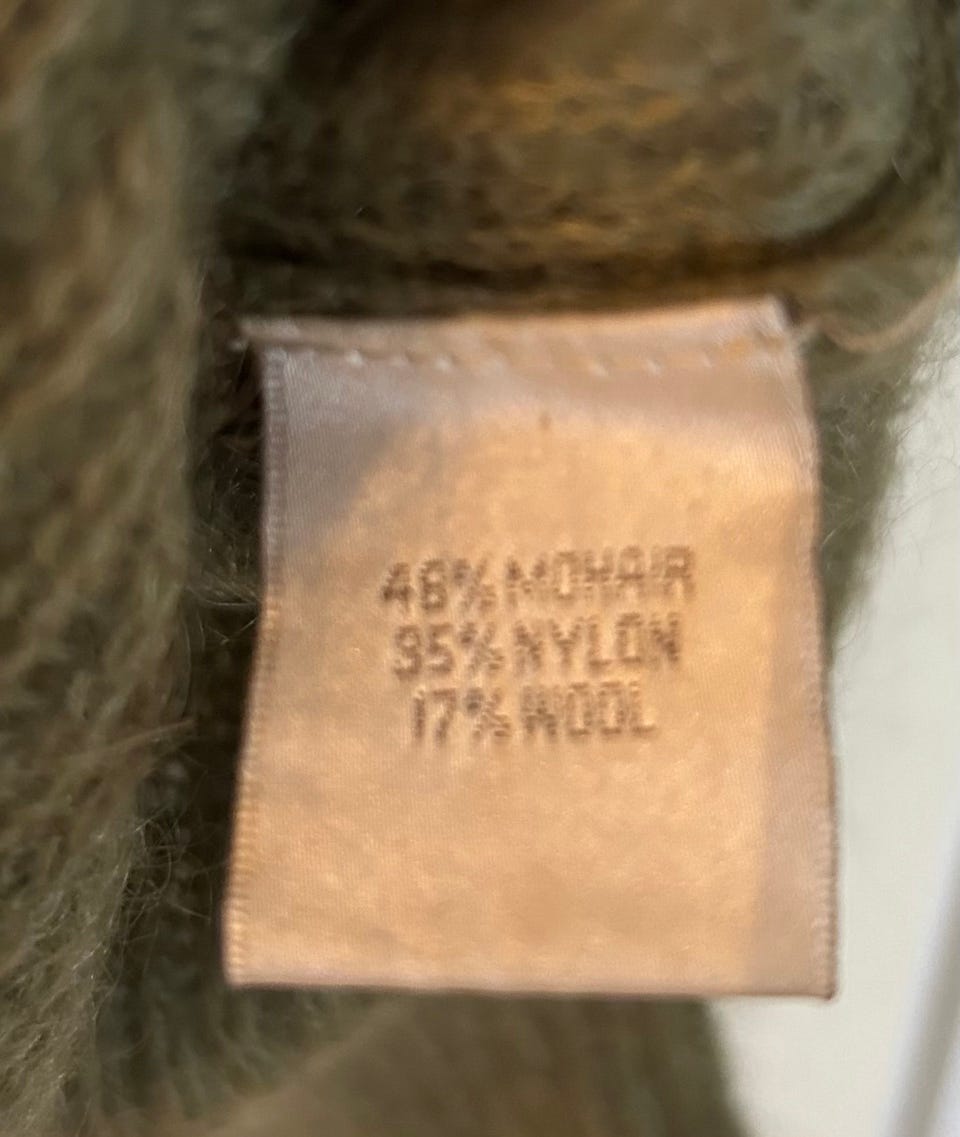 48% MOHAIR
35% NYLON
17% WOOL